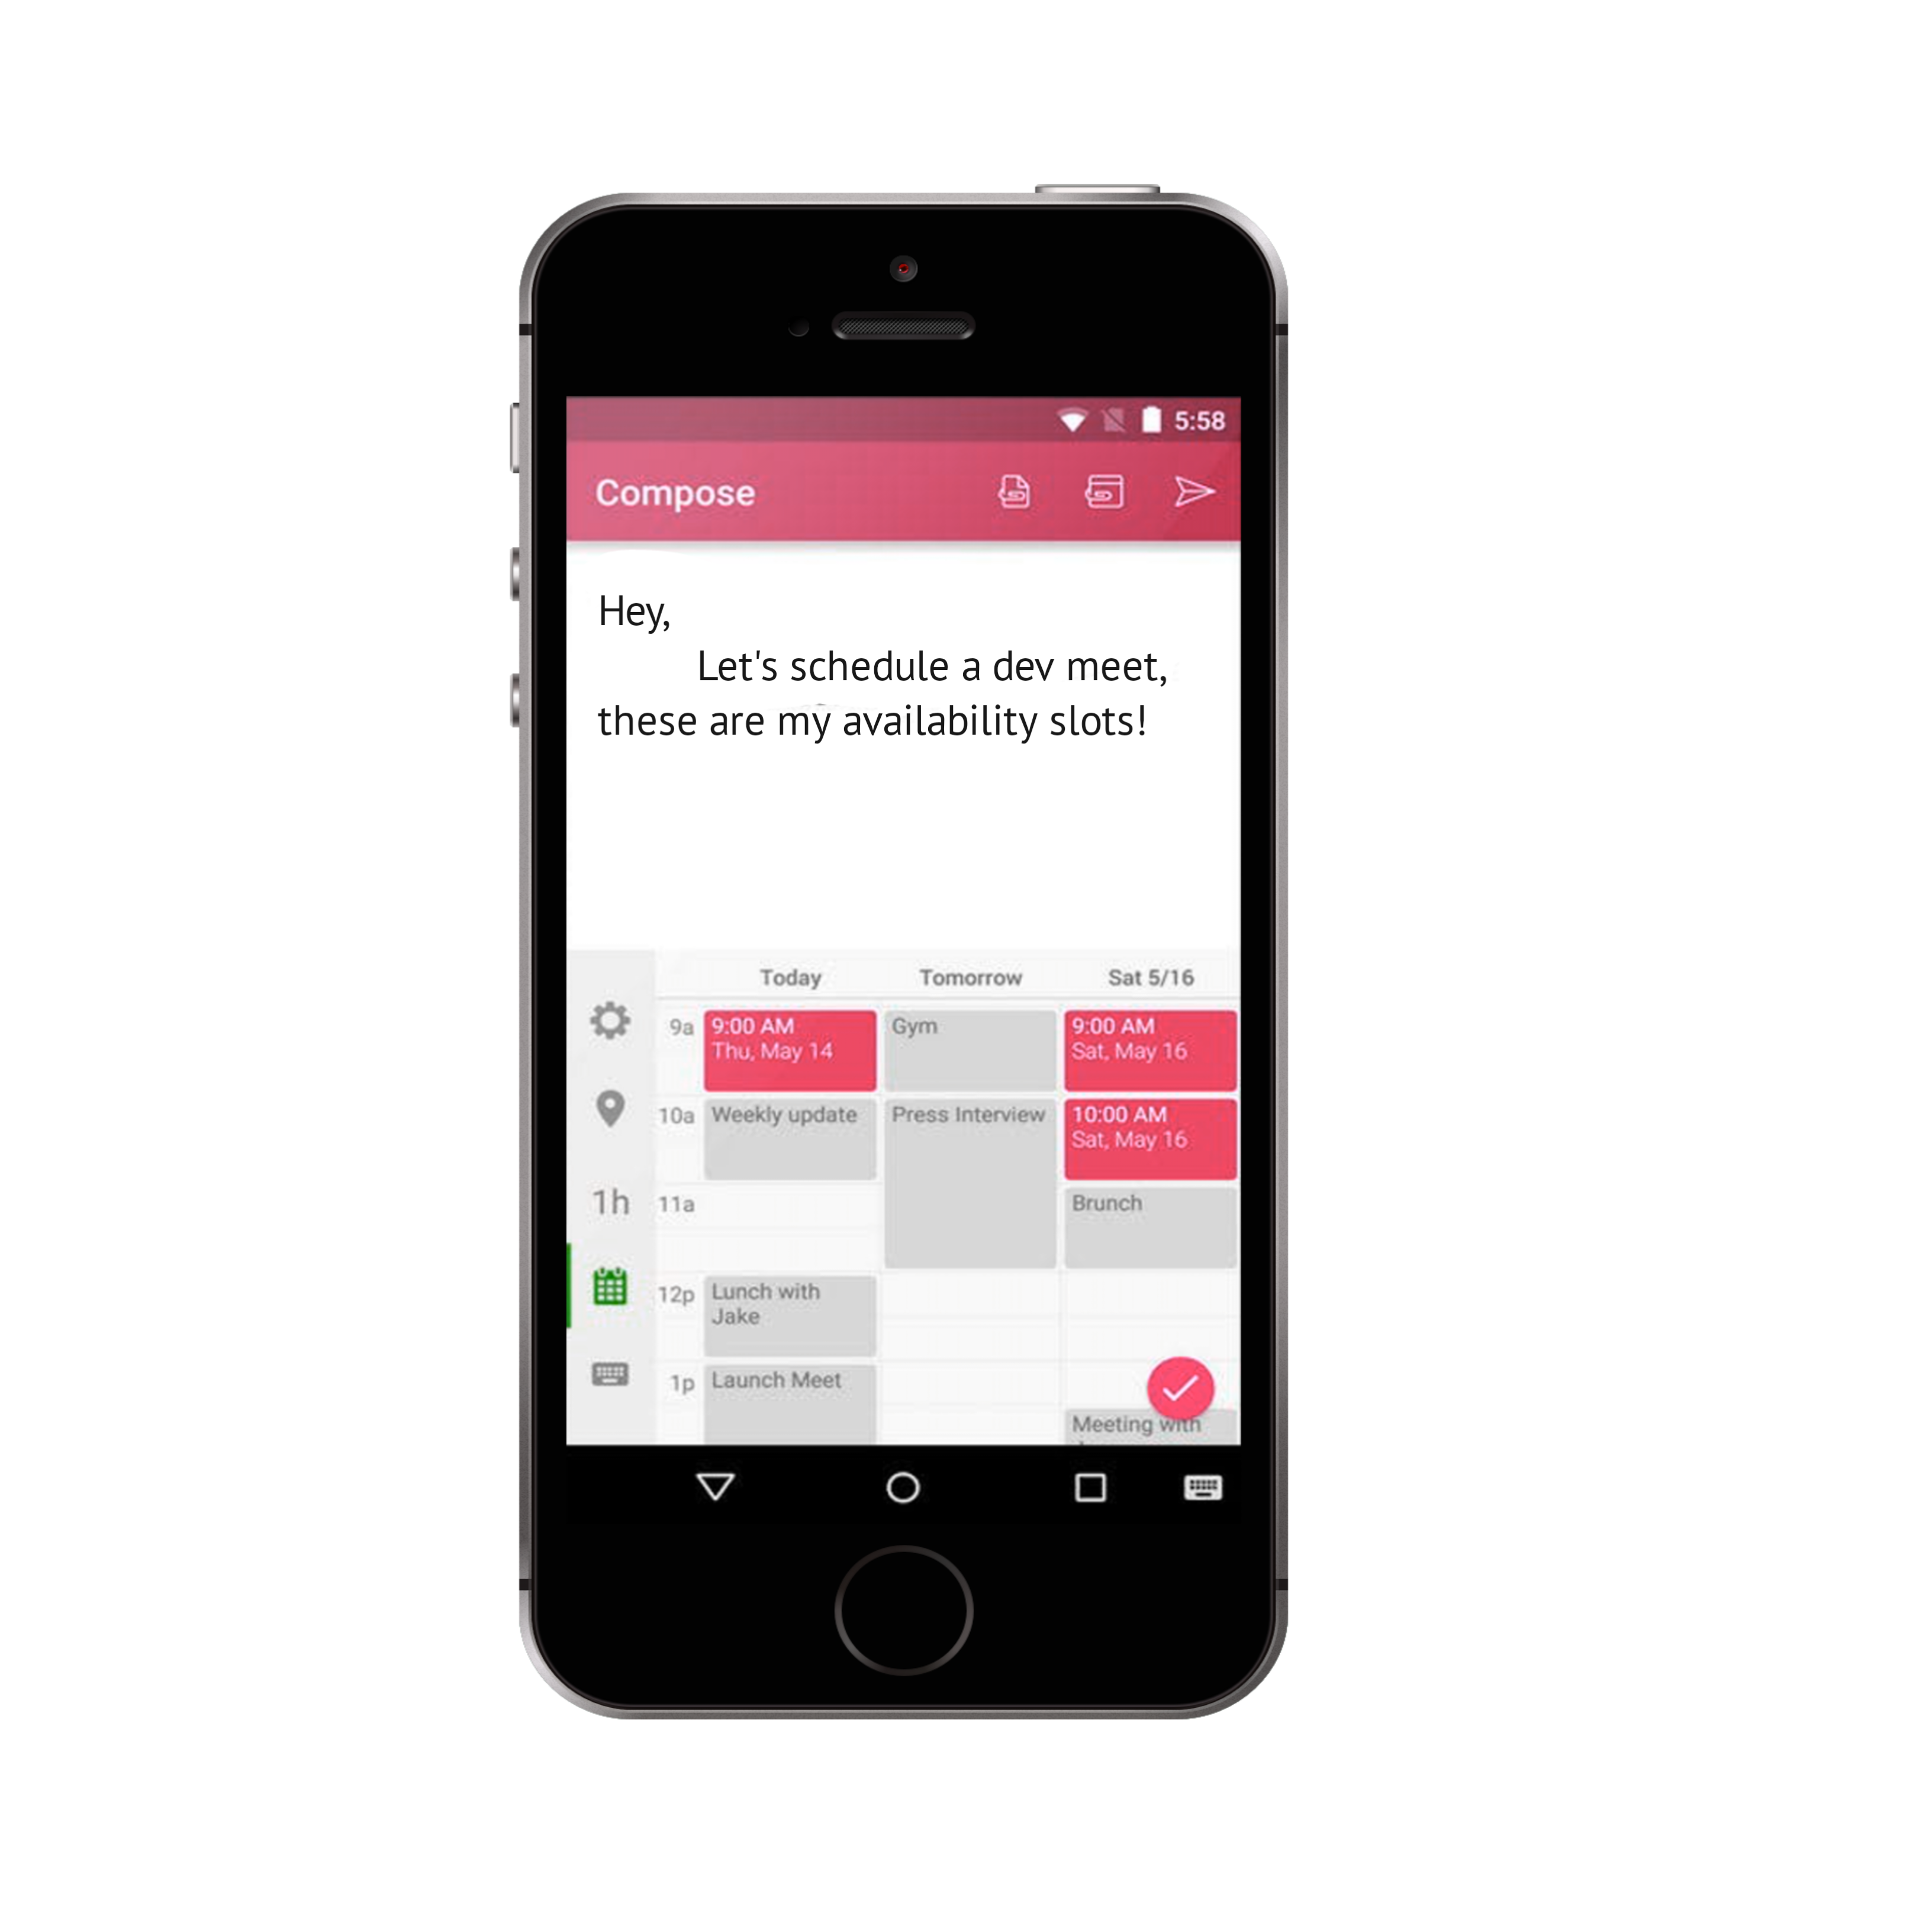 5:58
Compose
Hey,
Let's schedule a dev meet,
these are my availability slots!
Today Tomorrow Sat 5/16
9a
9:00 AM
Thu, May 14
Gym
9:00 AM
Sat, May 16
10a
Weekly update
Press Interview
10:00 AM
Sat, May 16
1h
11a
Brunch
12p
Lunch with
Jake
1p
Launch Meet
Meeting with